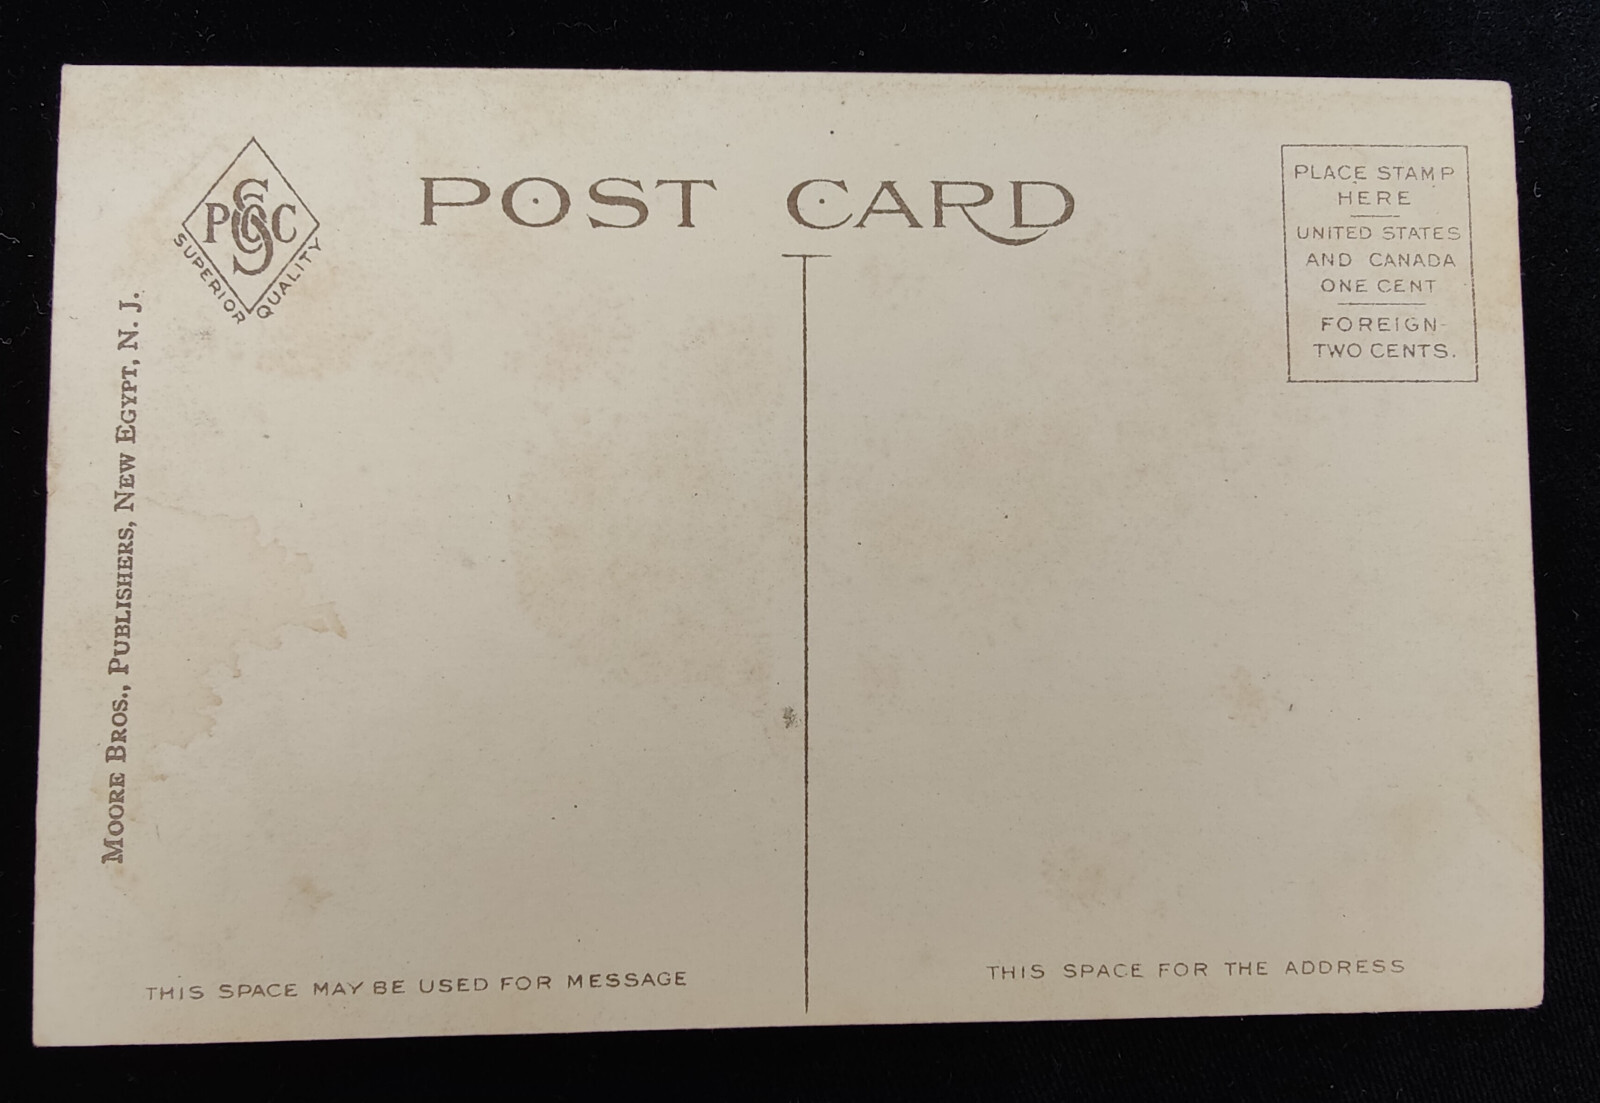 POST CARD
PSC
SUPERIOR QUALITY
PLACE STAMP
HERE
UNITED STATES
AND CANADA
ONE CENT
FOREIGN-
TWO CENTS.
MOORE BROS., PUBLISHERS, NEW EGYPT, N. J.
THIS SPACE MAY BE USED FOR MESSAGE
THIS SPACE FOR THE ADDRESS